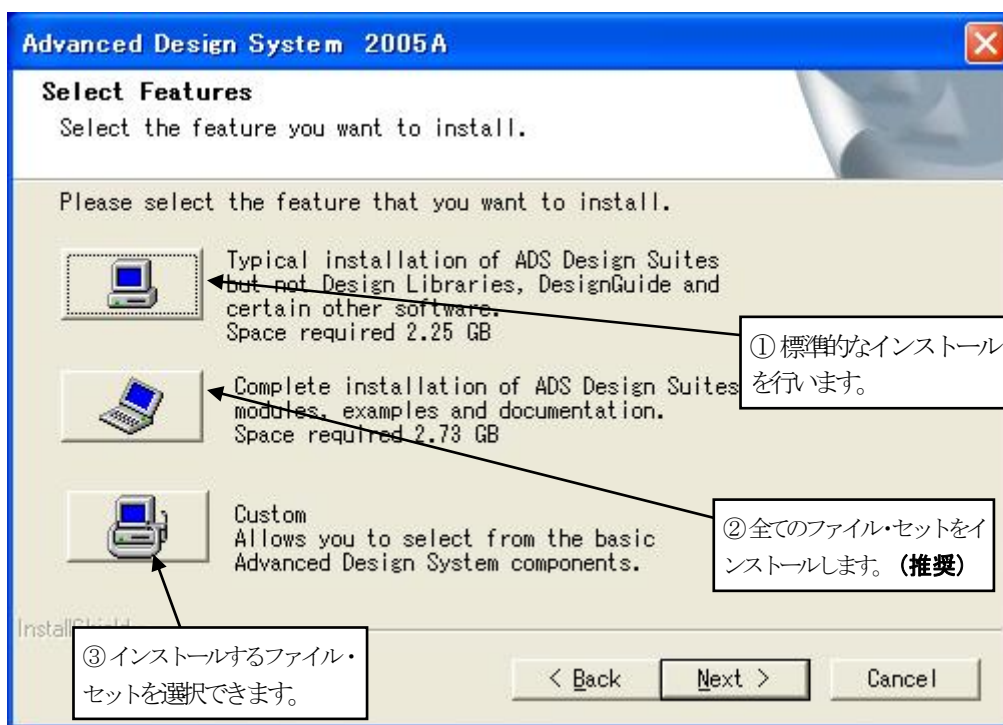 Advanced Design System 2005A
Select Features
Select the feature you want to install.
Please select the feature that you want to install.
Typical installation of ADS Design Suites
but not Design Libraries, DesignGuide and
certain other software.
Space required 2.25 GB
①標準的なインストール
を行います。
Complete installation of ADS Design Suites
modules, examples and documentation.
Space required 2.73 GB
②全てのファイル・セットをイ
ンストールします。(推奨)
Custom
Allows you to select from the basic
Advanced Design System components.
InstallShield
③インストールするファイル・
セットを選択できます。
< Back
Next >
Cancel